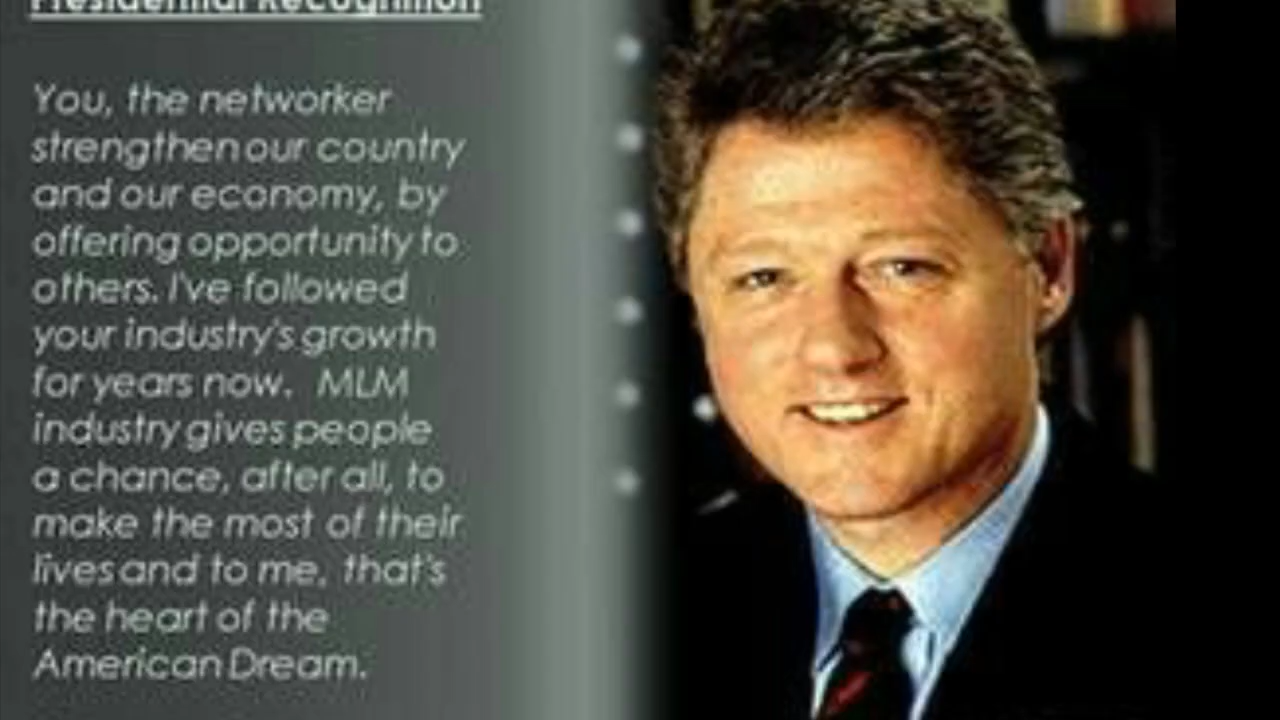 Presidential Recognition
You, the networker
strengthen our country
and our economy, by
offering opportunity to
others. I've followed
your industry's growth
for years now. MLM
industry gives people
a chance, after all, to
make the most of their
lives and to me, that's
the heart of the
American Dream.